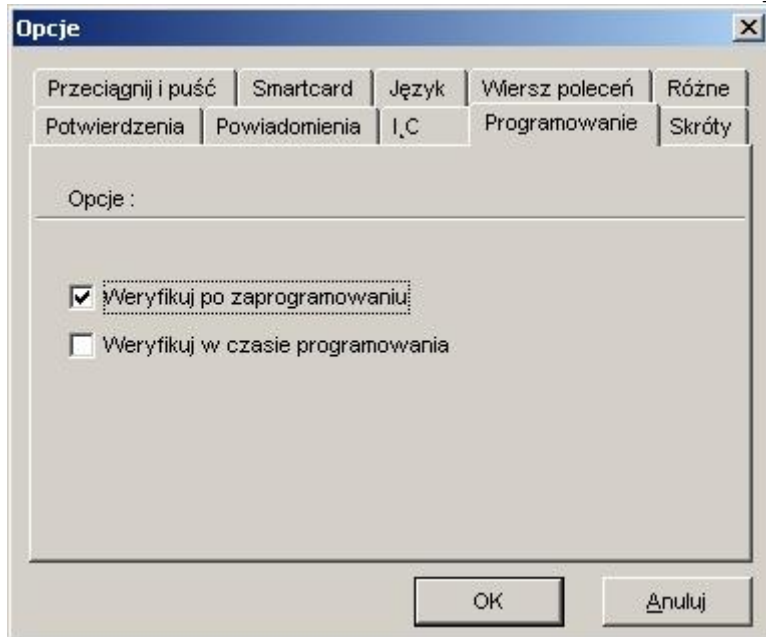 Opcje
Przeciągnij i puść Smartcard Język Wiersz poleceń Różne
Potwierdzenia Powiadomienia I˛C Programowanie Skróty
Opcje :
Weryfikuj po zaprogramowaniu
Weryfikuj w czasie programowania
OK Anuluj